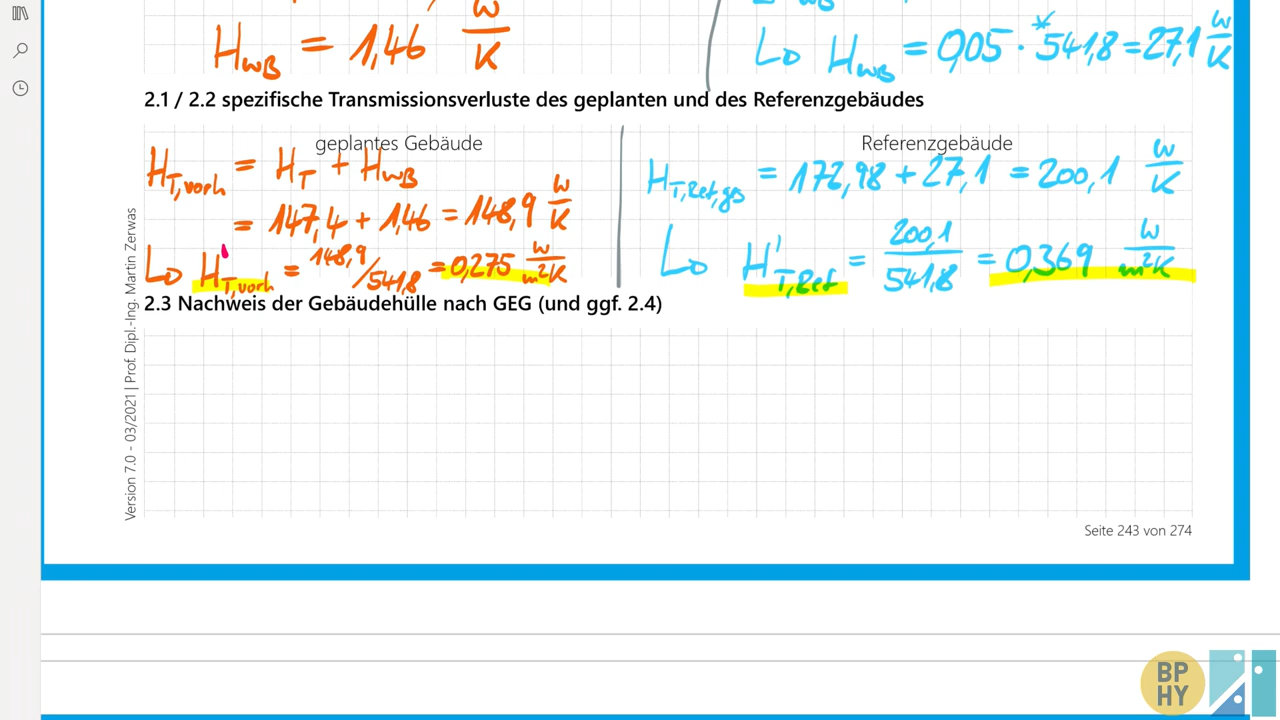 H_WB = 1,46 W/K
↳ H_WB = 0,05 · 541,8 = 27,1 W/K
2.1 / 2.2 spezifische Transmissionsverluste des geplanten und des Referenzgebäudes
geplantes Gebäude
H_T,vorh = H_T + H_WB
= 147,4 + 1,46 = 148,9 W/K
↳ H'_T,vorh = 148,9/541,8 = 0,275 W/m²K
Referenzgebäude
H_T,Ref,ges = 172,98 + 27,1 = 200,1 W/K
↳ H'_T,Ref = 200,1/541,8 = 0,369 W/m²K
2.3 Nachweis der Gebäudehülle nach GEG (und ggf. 2.4)
Version 7.0 - 03/2021 | Prof. Dipl.-Ing. Martin Zerwas
Seite 243 von 274
BP
HY